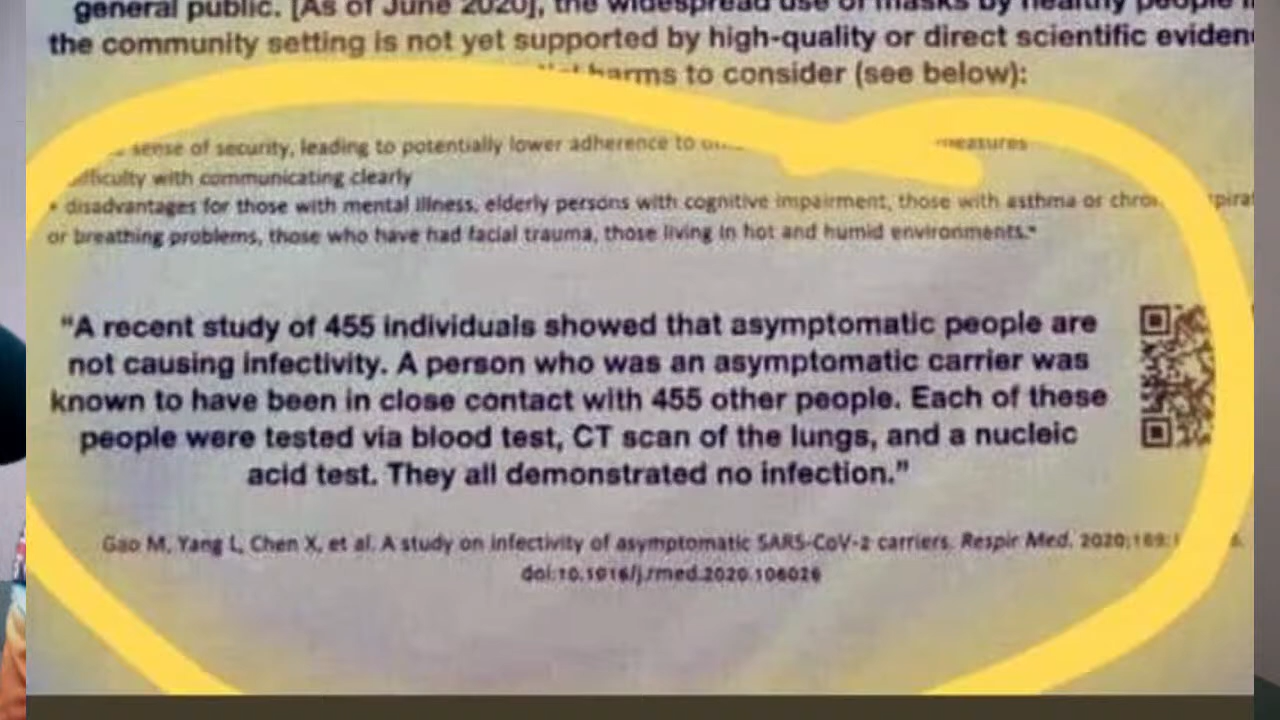 general public. [As of June 2020], the widespread use of masks by healthy people
the community setting is not yet supported by high-quality or direct scientific
harms to consider (see below):
sense of security, leading to potentially lower adherence to measures
with communicating clearly
• disadvantages for those with mental illness, elderly persons with cognitive impairment, those with asthma or
or breathing problems, those who have had facial trauma, those living in hot and humid environments."
"A recent study of 455 individuals showed that asymptomatic people are
not causing infectivity. A person who was an asymptomatic carrier was
known to have been in close contact with 455 other people. Each of these
people were tested via blood test, CT scan of the lungs, and a nucleic
acid test. They all demonstrated no infection."
Gao M, Yang L, Chen X, et al. A study on infectivity of asymptomatic SARS-CoV-2 carriers. Respir Med. 2020;169:
doi:10.1016/j.rmed.2020.106026